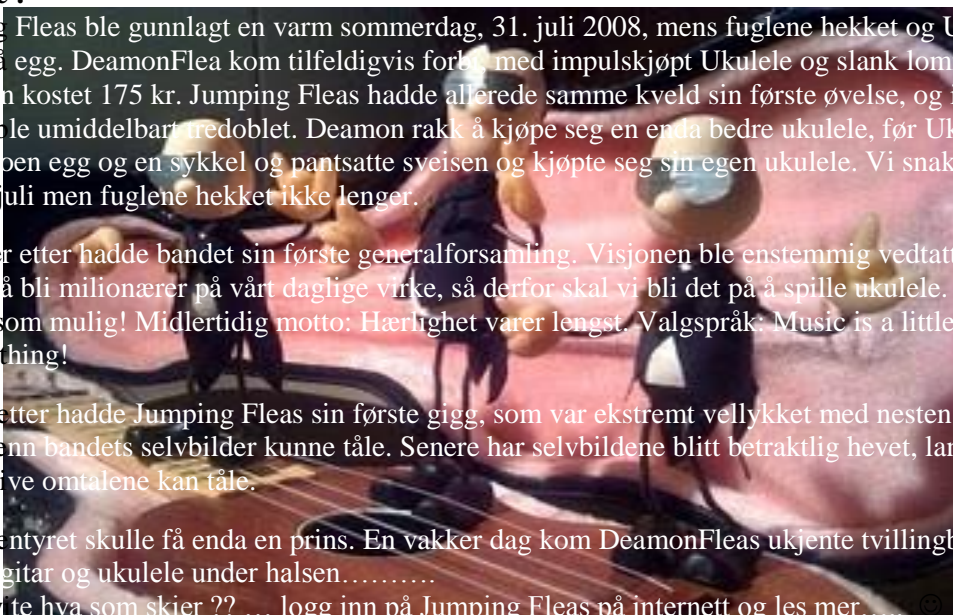 Fleas ble gunnlagt en varm sommerdag, 31. juli 2008, mens fuglene hekket og U
egg. DeamonFlea kom tilfeldigvis forbi, med impulskjøpt Ukulele og slank lom
n kostet 175 kr. Jumping Fleas hadde allerede samme kveld sin første øvelse, og i
ble umiddelbart tredoblet. Deamon rakk å kjøpe seg en enda bedre ukulele, før Uk
oen egg og en sykkel og pantsatte sveisen og kjøpte seg sin egen ukulele. Vi snak
juli men fuglene hekket ikke lenger.
r etter hadde bandet sin første generalforsamling. Visjonen ble enstemmig vedtatt
å bli milionærer på vårt daglige virke, så derfor skal vi bli det på å spille ukulele.
som mulig! Midlertidig motto: Hærlighet varer lengst. Valgspråk: Music is a little
thing!
etter hadde Jumping Fleas sin første gigg, som var ekstremt vellykket med nesten
enn bandets selvbilder kunne tåle. Senere har selvbildene blitt betraktlig hevet, lan
ive omtalene kan tåle.
entyret skulle få enda en prins. En vakker dag kom DeamonFleas ukjente tvillingb
gitar og ukulele under halsen……….
vite hva som skjer ?? … logg inn på Jumping Fleas på internett og les mer